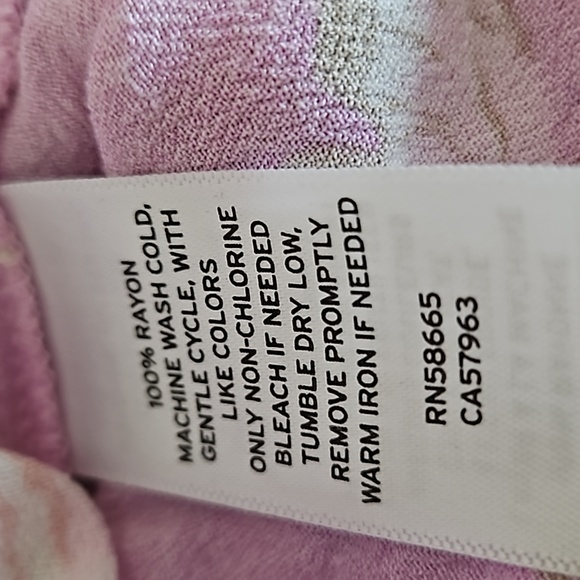 100% RAYON
MACHINE WASH COLD,
GENTLE CYCLE, WITH
LIKE COLORS
ONLY NON-CHLORINE
BLEACH IF NEEDED
TUMBLE DRY LOW,
REMOVE PROMPTLY
WARM IRON IF NEEDED
RN58665
CA57963